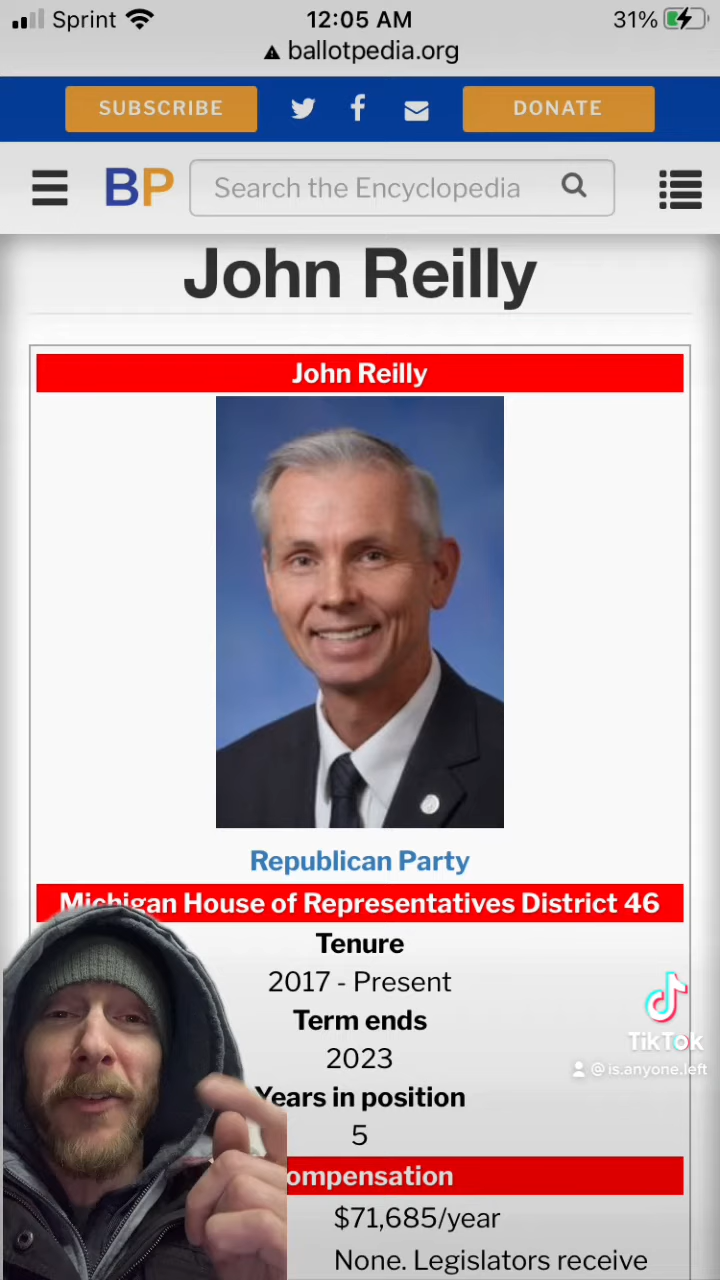 Sprint 12:05 AM 31%
ballotpedia.org
SUBSCRIBE DONATE
BP Search the Encyclopedia
John Reilly
John Reilly
Republican Party
Michigan House of Representatives District 46
Tenure
2017 - Present
Term ends
2023
Years in position
5
ompensation
$71,685/year
None. Legislators receive
TikTok
@is.anyone.left